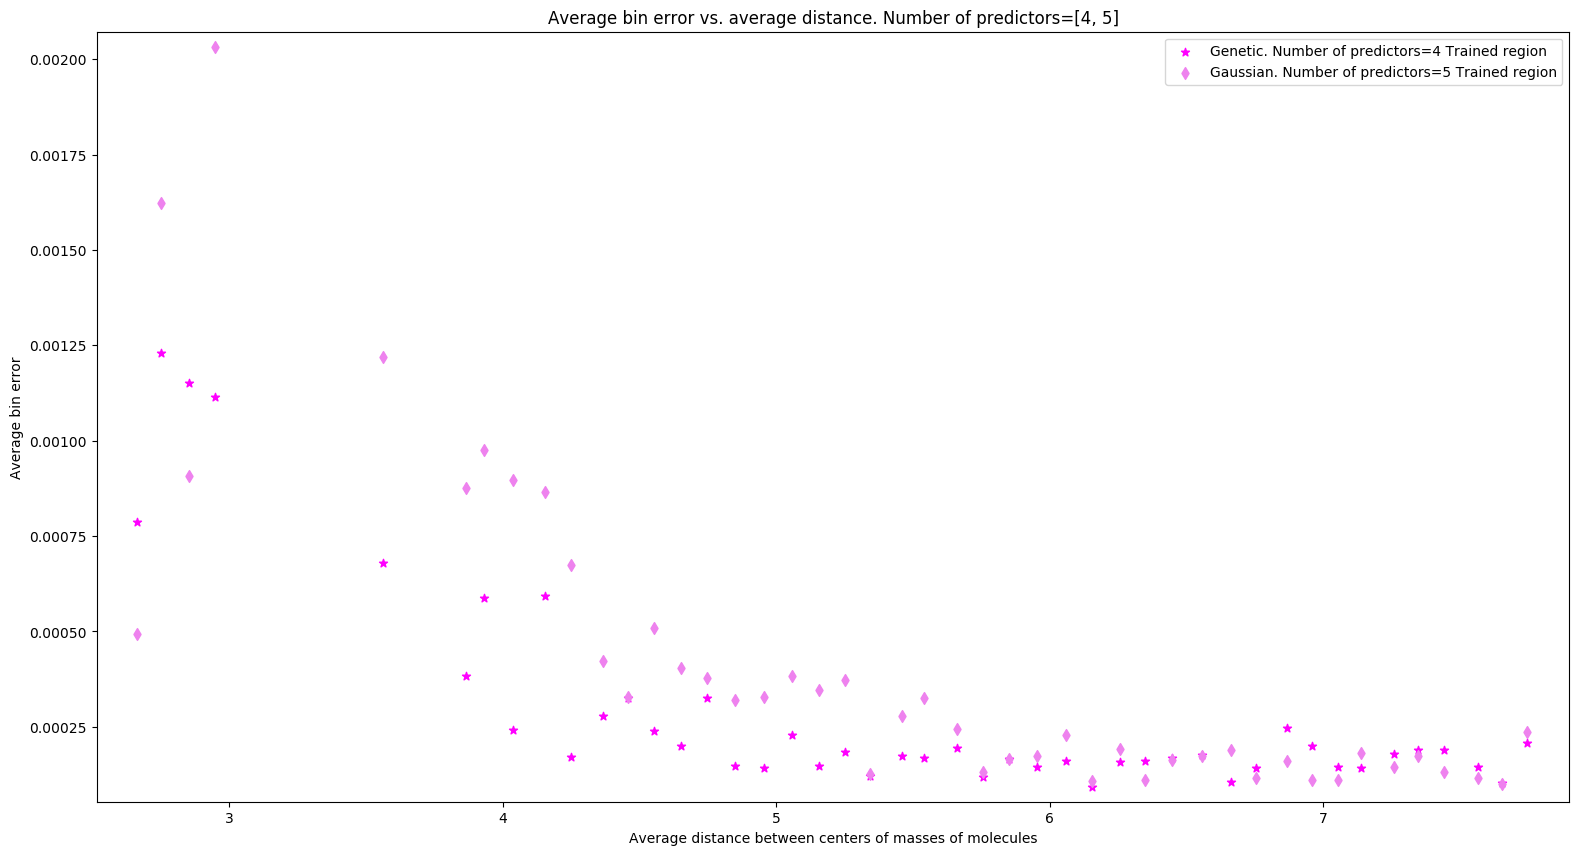 Average bin error vs. average distance. Number of predictors=[4, 5]
Genetic. Number of predictors=4 Trained region
Gaussian. Number of predictors=5 Trained region
0.00200
0.00175
0.00150
0.00125
0.00100
0.00075
0.00050
0.00025
Average bin error
3 4 5 6 7
Average distance between centers of masses of molecules